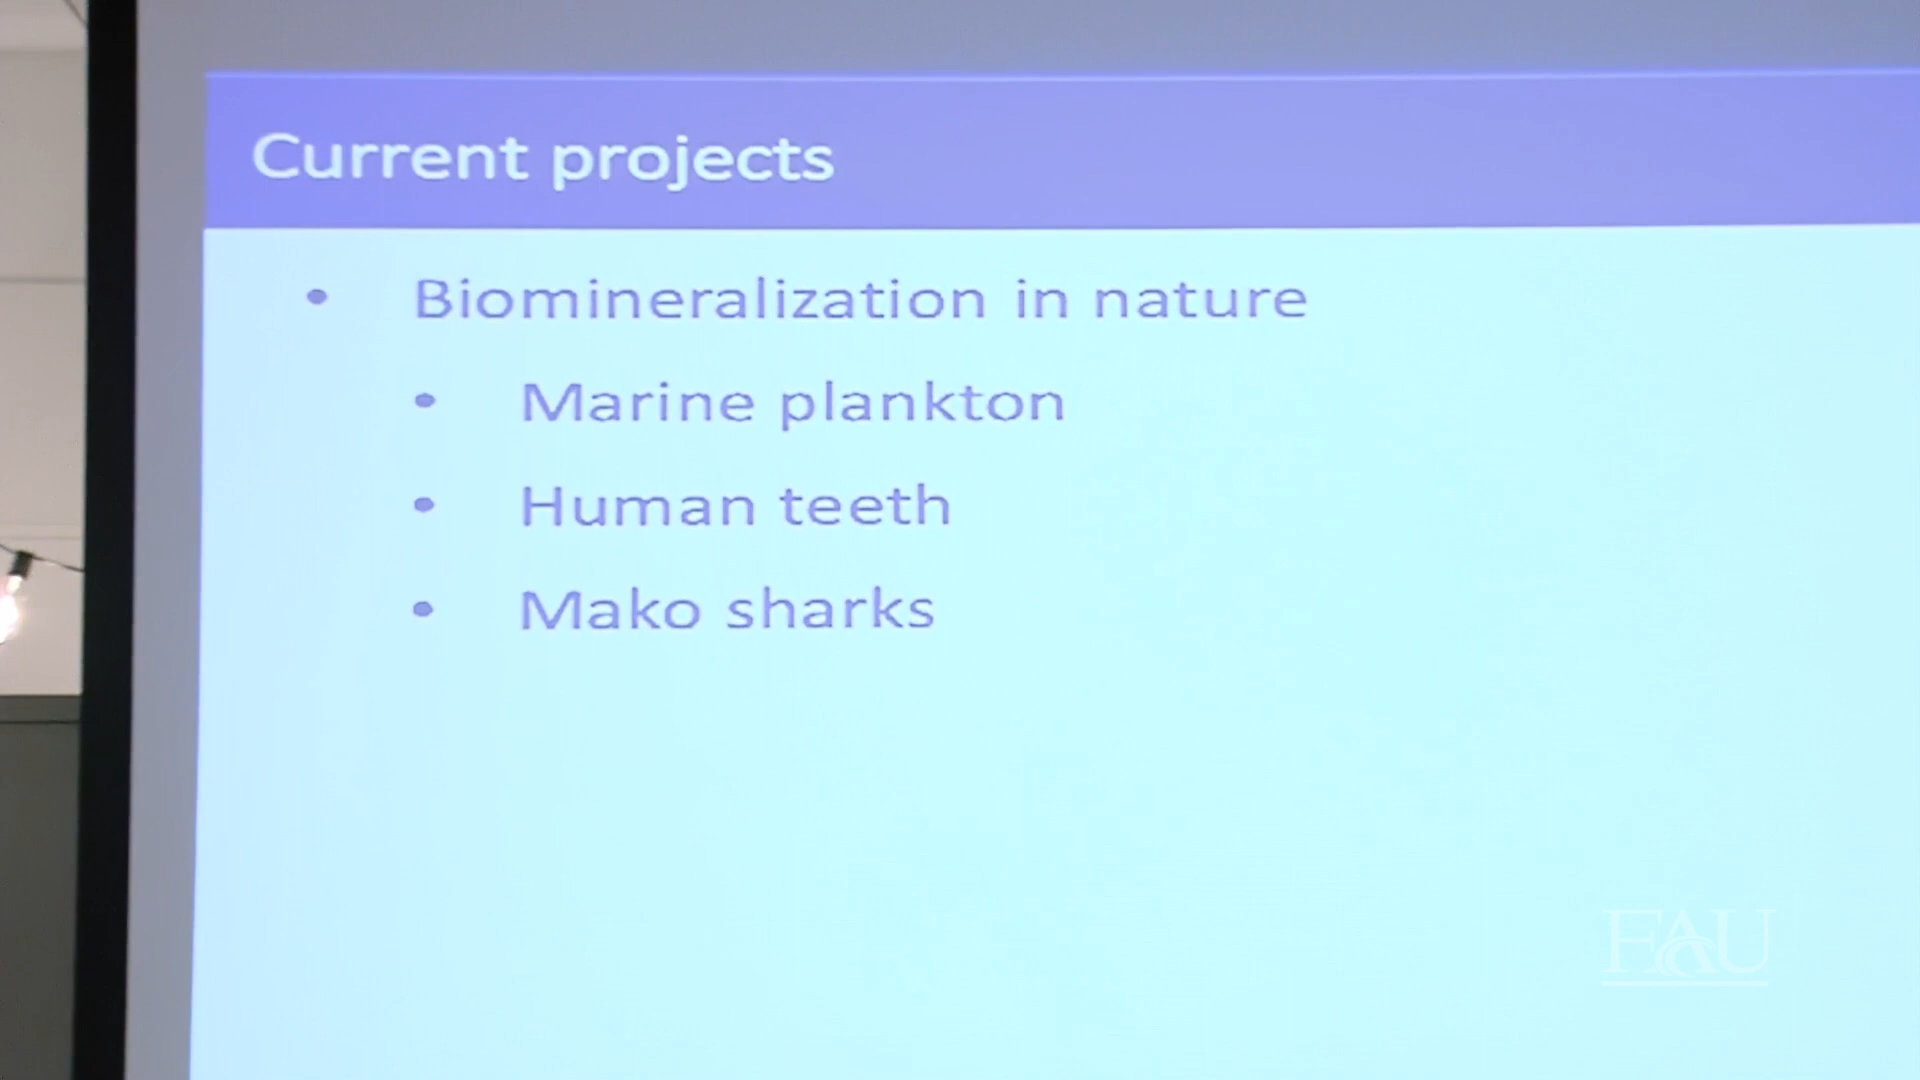 Current projects
• Biomineralization in nature
• Marine plankton
• Human teeth
• Mako sharks
FAU